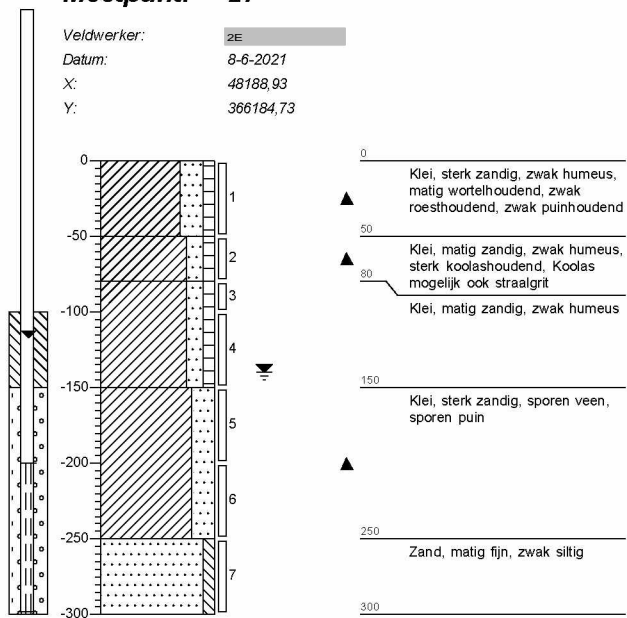 Veldwerker: 2E
Datum: 8-6-2021
X: 48188,93
Y: 366184,73
0
-50
-100
-150
-200
-250
-300
1
2
3
4
5
6
7
0
Klei, sterk zandig, zwak humeus,
matig wortelhoudend, zwak
roesthoudend, zwak puinhoudend
50
Klei, matig zandig, zwak humeus,
sterk koolashoudend, Koolas
mogelijk ook straalgrit
80
Klei, matig zandig, zwak humeus
150
Klei, sterk zandig, sporen veen,
sporen puin
250
Zand, matig fijn, zwak siltig
300